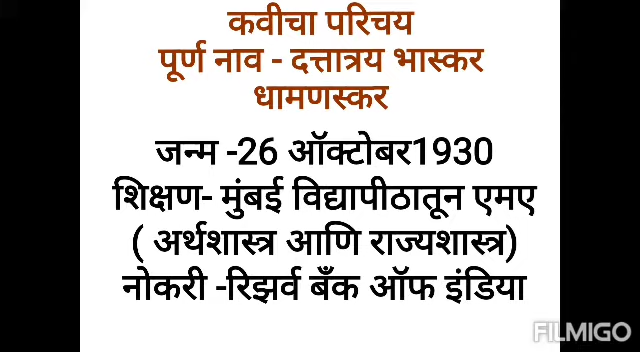 कवीचा परिचय
पूर्ण नाव - दत्तात्रय भास्कर
धामणस्कर
जन्म -26 ऑक्टोबर1930
शिक्षण- मुंबई विद्यापीठातून एमए
( अर्थशास्त्र आणि राज्यशास्त्र)
नोकरी -रिझर्व बँक ऑफ इंडिया
FILMIGO